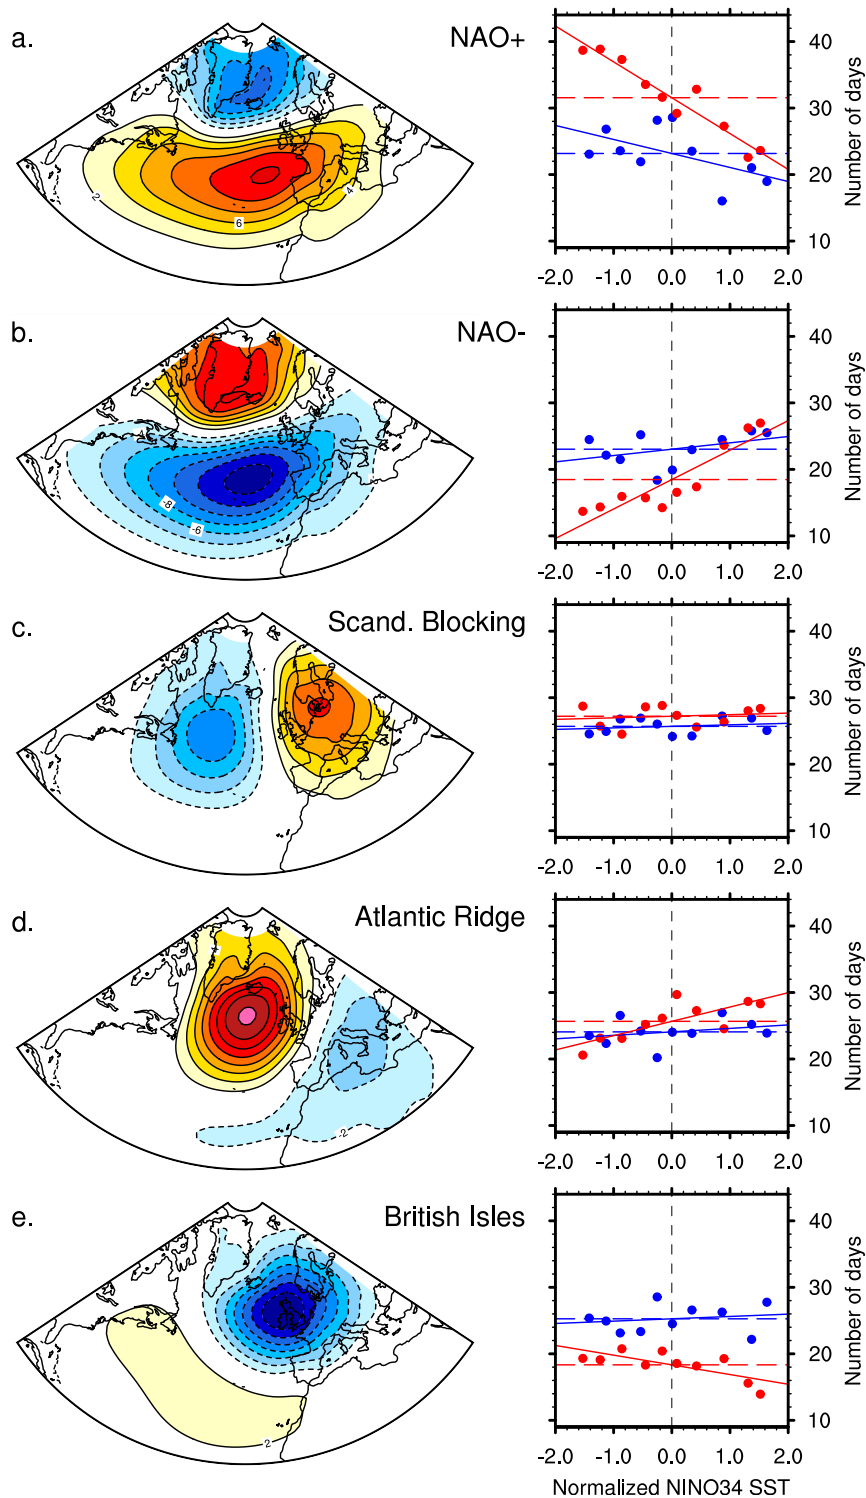 a.
NAO+
2
6
4
40
30
20
10
Number of days
-2.0 -1.0 0.0 1.0 2.0
b.
NAO-
-8
-6
40
30
20
10
Number of days
-2.0 -1.0 0.0 1.0 2.0
c.
Scand. Blocking
40
30
20
10
Number of days
-2.0 -1.0 0.0 1.0 2.0
d.
Atlantic Ridge
-2
40
30
20
10
Number of days
-2.0 -1.0 0.0 1.0 2.0
e.
British Isles
2
40
30
20
10
Number of days
-2.0 -1.0 0.0 1.0 2.0
Normalized NINO34 SST